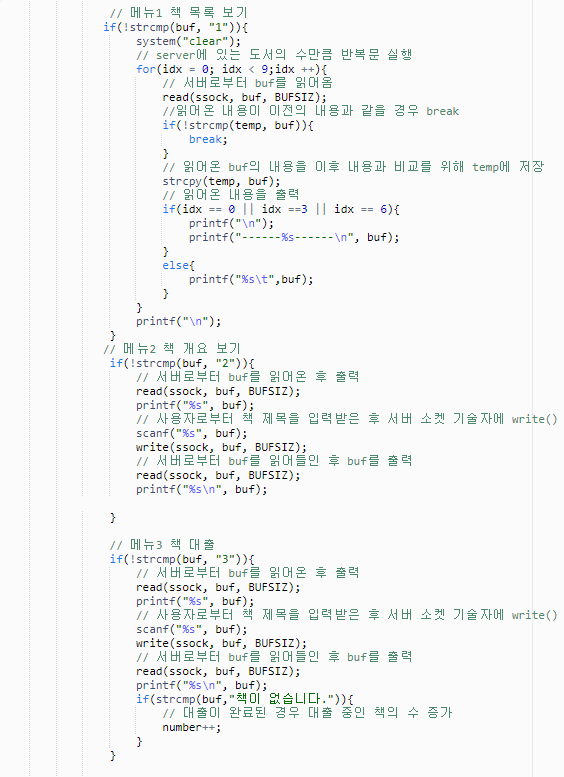 // 메뉴1 책 목록 보기
if(!strcmp(buf, "1")){
system("clear");
// server에 있는 도서의 수만큼 반복문 실행
for(idx = 0; idx < 9;idx ++){
// 서버로부터 buf를 읽어옴
read(ssock, buf, BUFSIZ);
//읽어온 내용이 이전의 내용과 같을 경우 break
if(!strcmp(temp, buf)){
break;
}
// 읽어온 buf의 내용을 이후 내용과 비교를 위해 temp에 저장
strcpy(temp, buf);
// 읽어온 내용을 출력
if(idx == 0 || idx ==3 || idx == 6){
printf("\n");
printf("------%s------\n", buf);
}
else{
printf("%s\t",buf);
}
}
printf("\n");
}
// 메뉴2 책 개요 보기
if(!strcmp(buf, "2")){
// 서버로부터 buf를 읽어온 후 출력
read(ssock, buf, BUFSIZ);
printf("%s", buf);
// 사용자로부터 책 제목을 입력받은 후 서버 소켓 기술자에 write()
scanf("%s", buf);
write(ssock, buf, BUFSIZ);
// 서버로부터 buf를 읽어들인 후 buf를 출력
read(ssock, buf, BUFSIZ);
printf("%s\n", buf);
}
// 메뉴3 책 대출
if(!strcmp(buf, "3")){
// 서버로부터 buf를 읽어온 후 출력
read(ssock, buf, BUFSIZ);
printf("%s", buf);
// 사용자로부터 책 제목을 입력받은 후 서버 소켓 기술자에 write()
scanf("%s", buf);
write(ssock, buf, BUFSIZ);
// 서버로부터 buf를 읽어들인 후 buf를 출력
read(ssock, buf, BUFSIZ);
printf("%s\n", buf);
if(strcmp(buf,"책이 없습니다.")){
// 대출이 완료된 경우 대출 중인 책의 수 증가
number++;
}
}